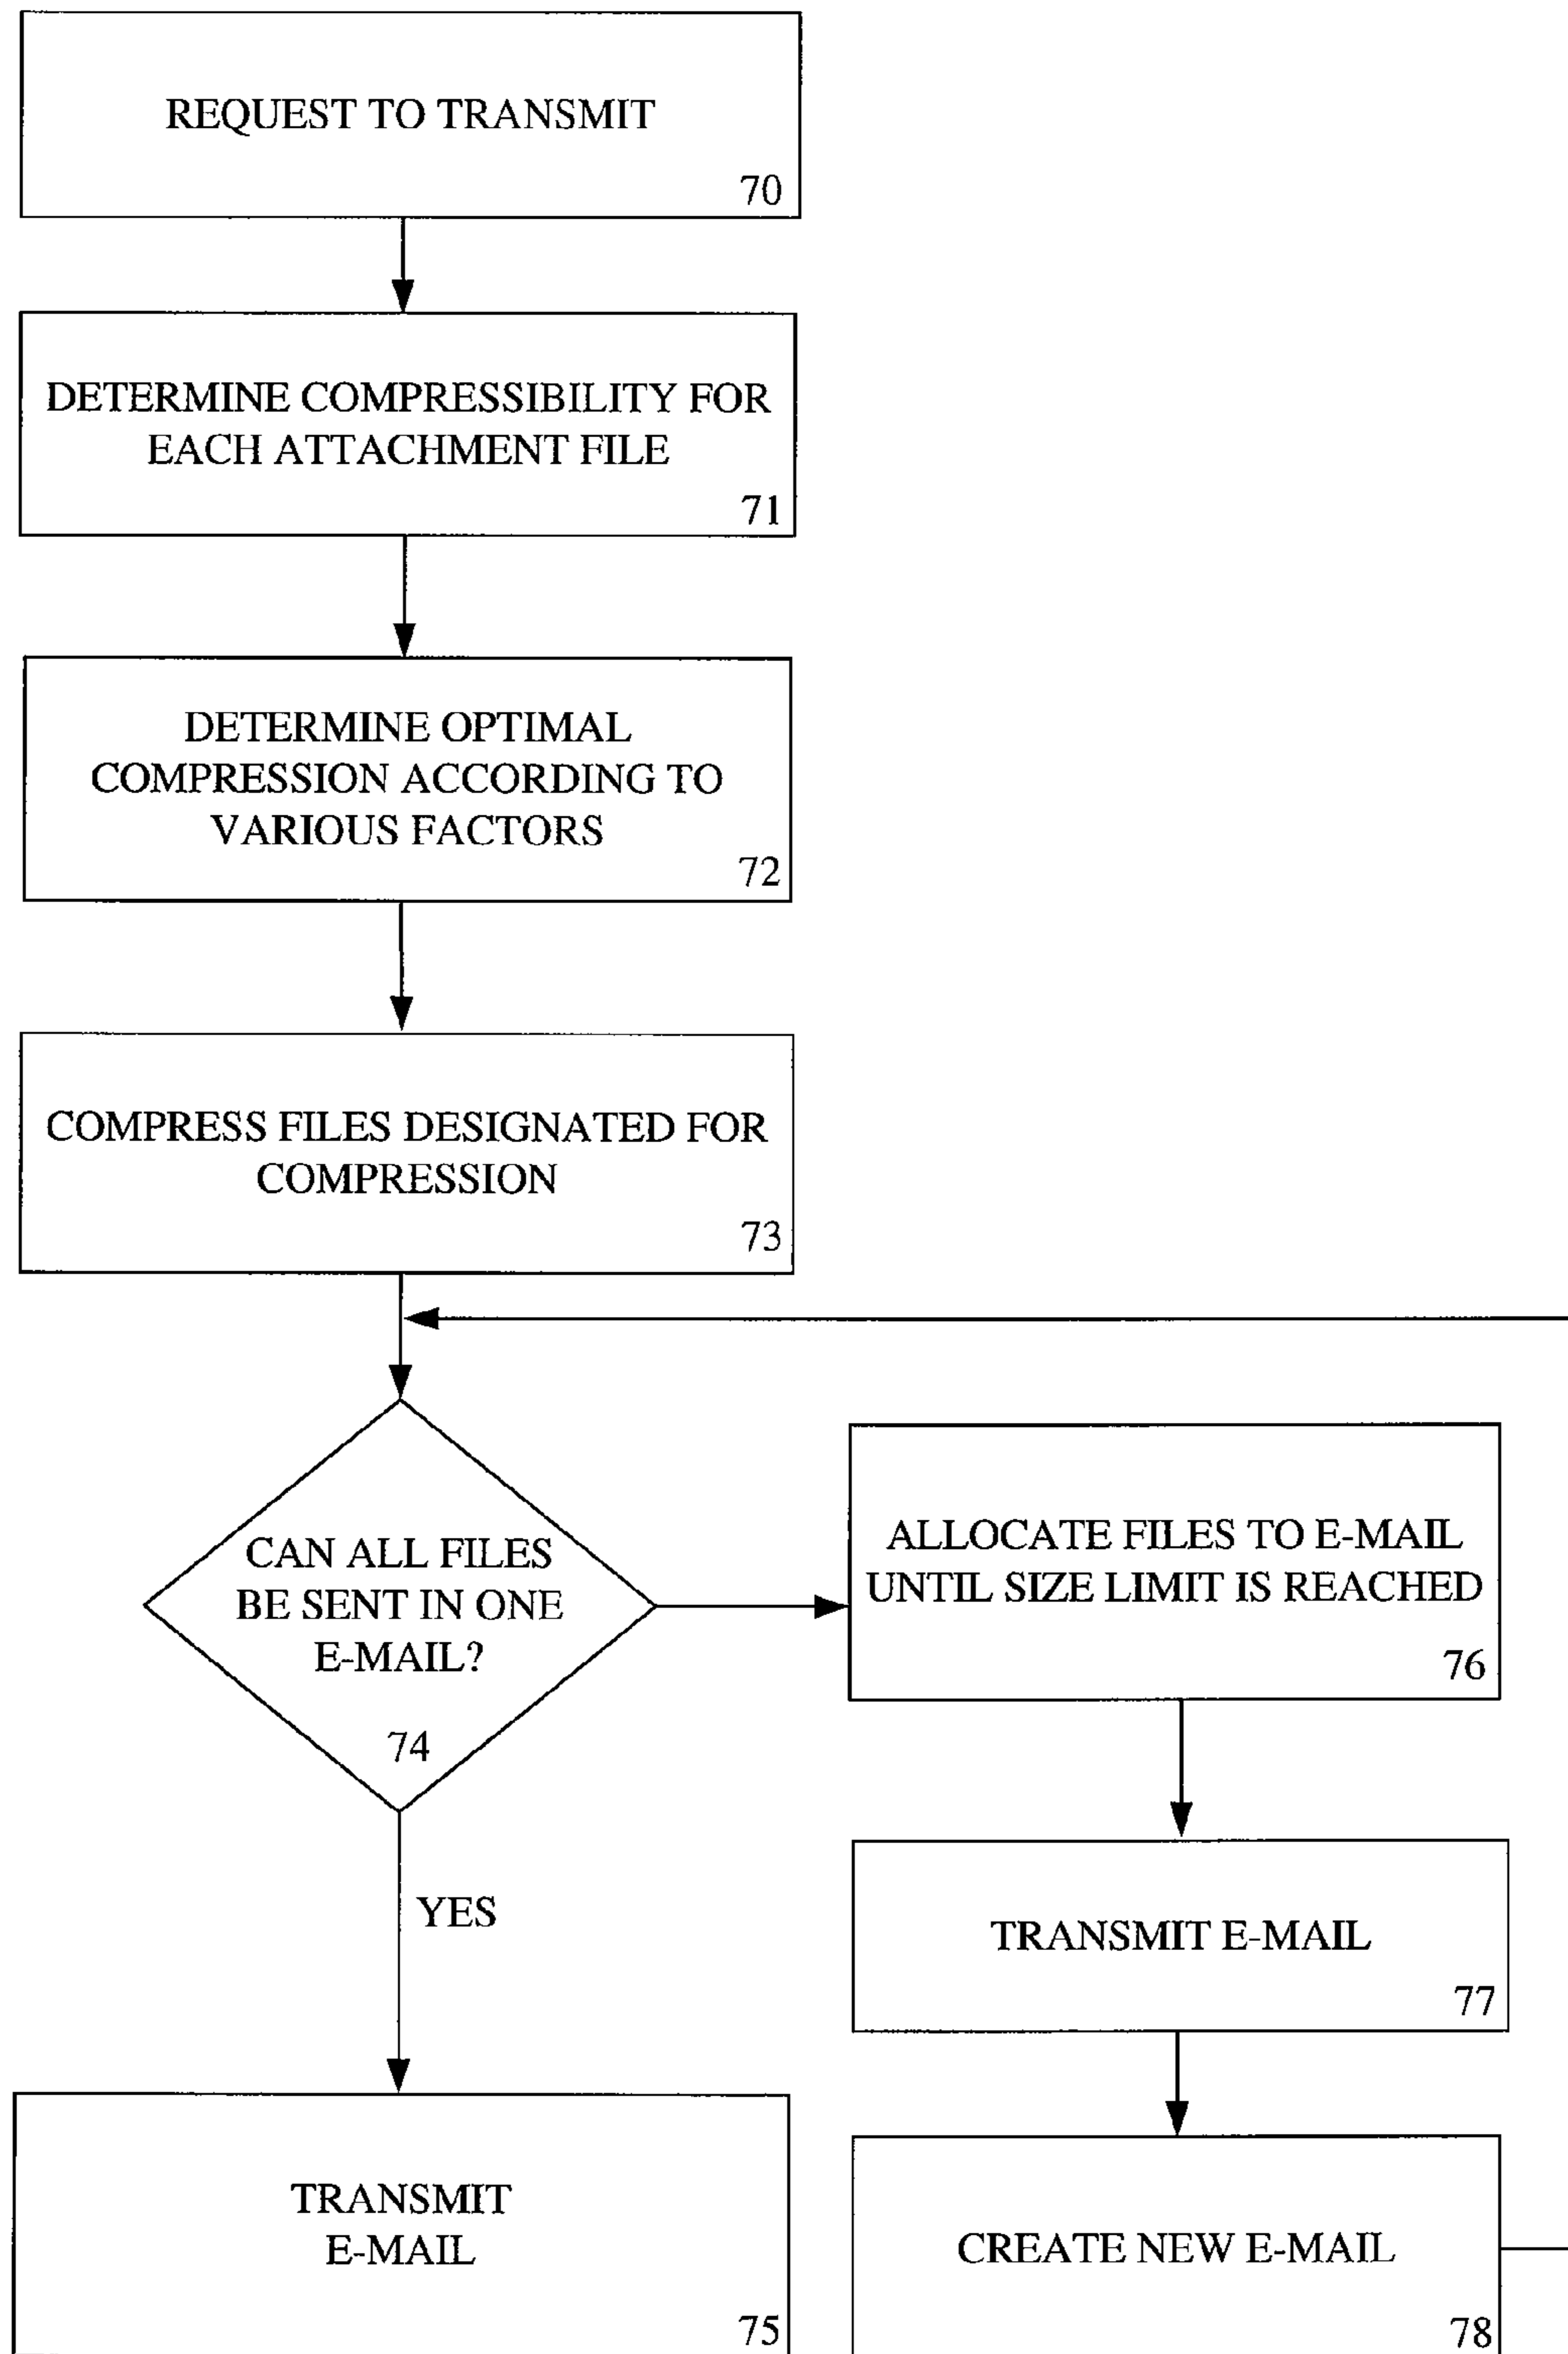 REQUEST TO TRANSMIT
70
DETERMINE COMPRESSIBILITY FOR
EACH ATTACHMENT FILE
71
DETERMINE OPTIMAL
COMPRESSION ACCORDING TO
VARIOUS FACTORS
72
COMPRESS FILES DESIGNATED FOR
COMPRESSION
73
CAN ALL FILES
BE SENT IN ONE
E-MAIL?
74
YES
TRANSMIT
E-MAIL
75
ALLOCATE FILES TO E-MAIL
UNTIL SIZE LIMIT IS REACHED
76
TRANSMIT E-MAIL
77
CREATE NEW E-MAIL
78